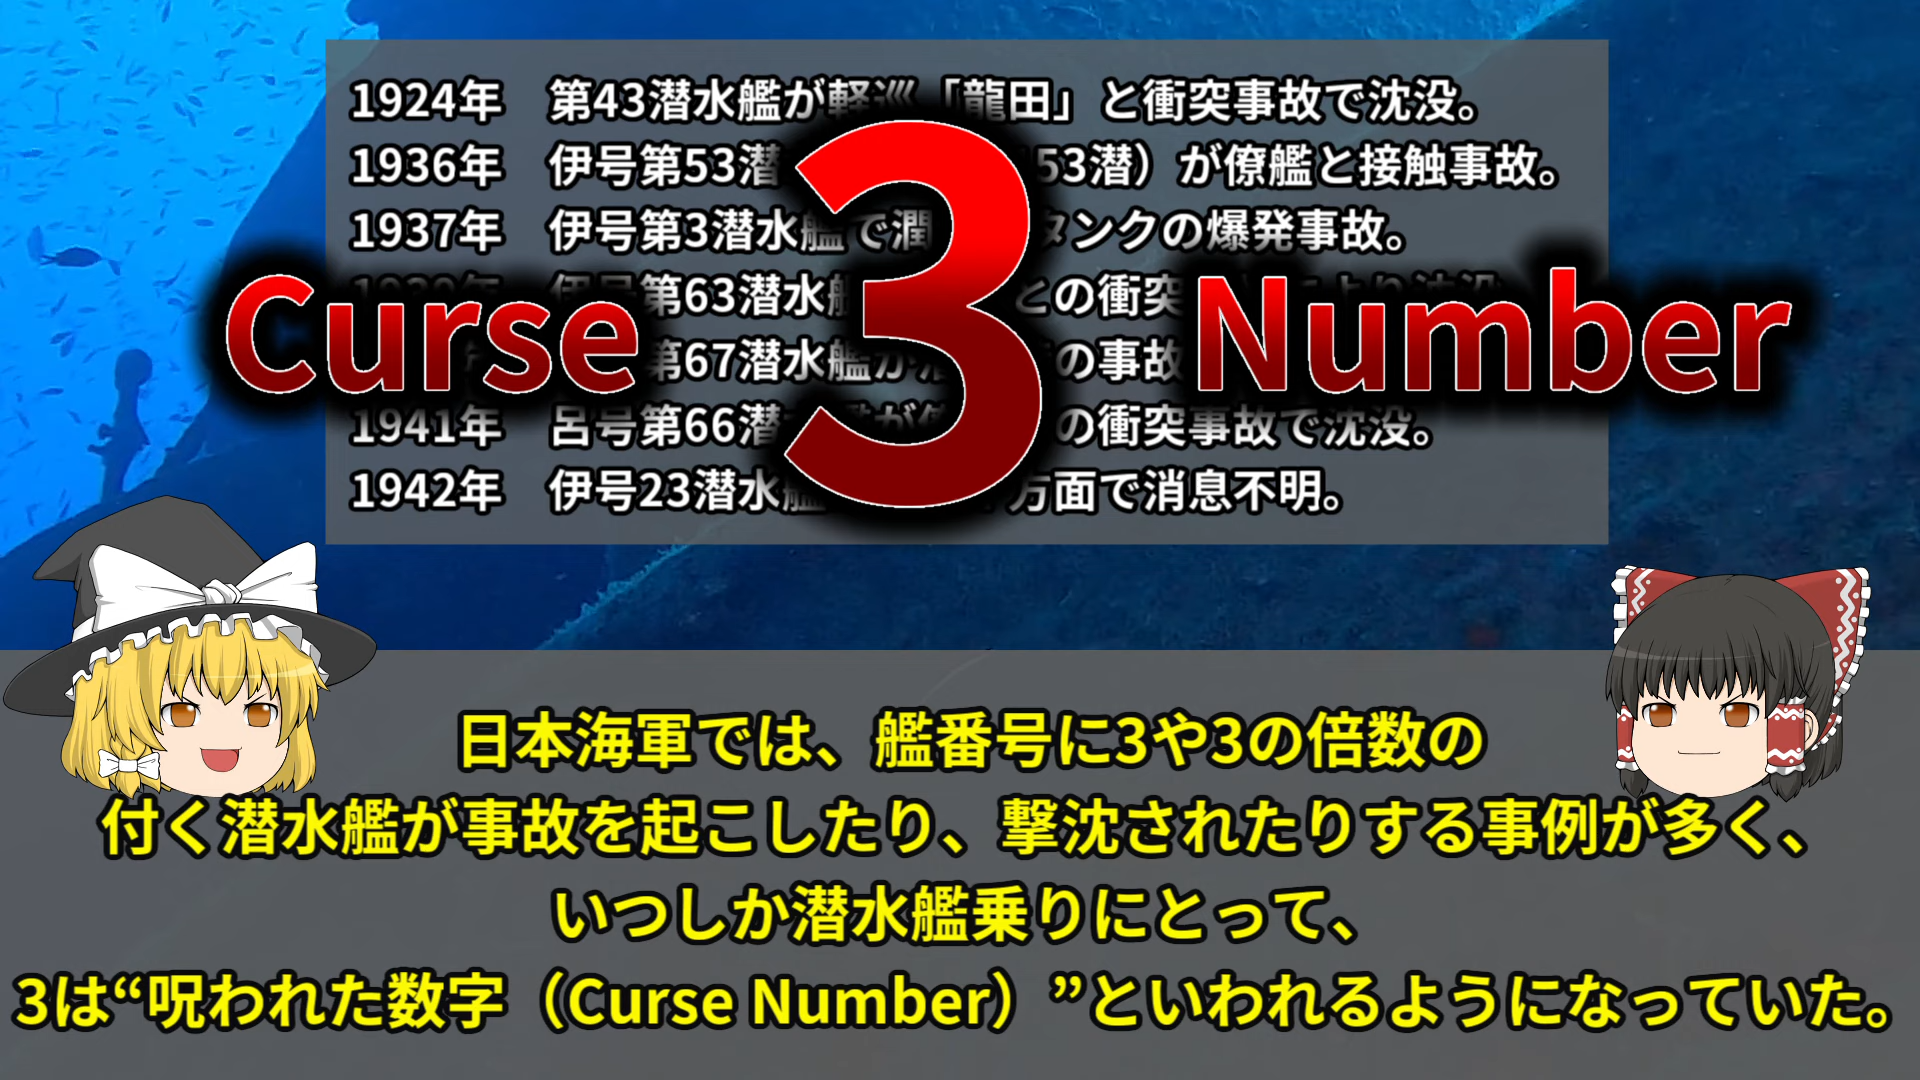 1924年 第43潜水艦が軽巡「龍田」と衝突事故で沈没。
1936年 伊号第53潜 53潜）が僚艦と接触事故。
1937年 伊号第3潜水艦で潤 タンクの爆発事故。
第63潜水艦 との衝突
第67潜水艦が の事故
1941年 呂号第66潜 が の衝突事故で沈没。
1942年 伊号23潜水艦 方面で消息不明。
Curse 3 Number
日本海軍では、艦番号に3や3の倍数の
付く潜水艦が事故を起こしたり、撃沈されたりする事例が多く、
いつしか潜水艦乗りにとって、
3は“呪われた数字（Curse Number）”といわれるようになっていた。